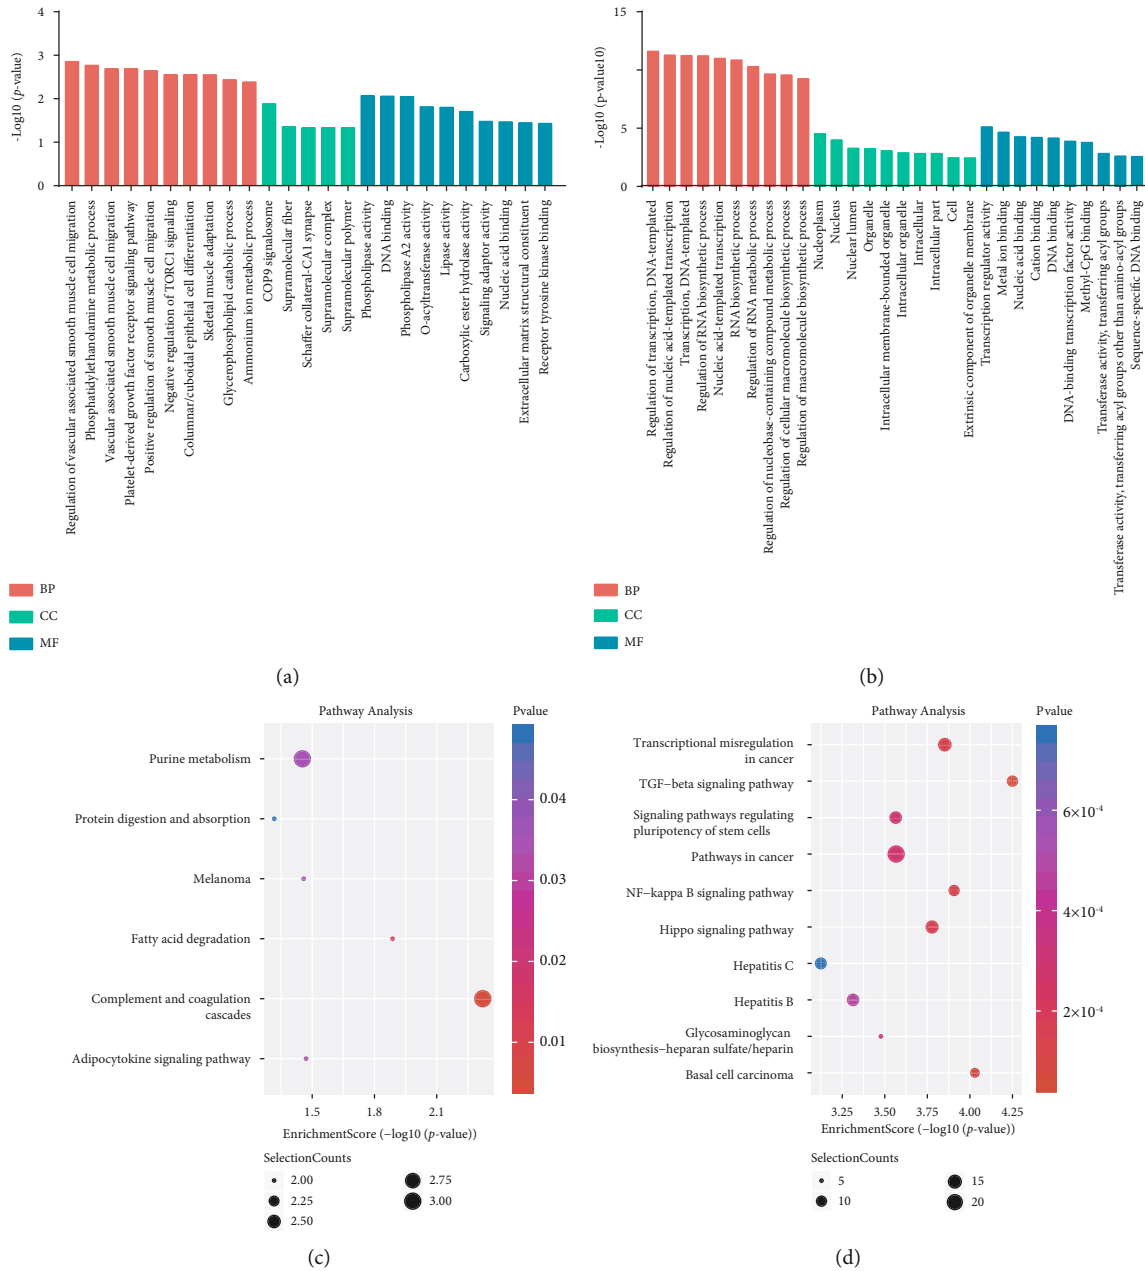 -Log10 (p-value)
4
3
2
1
0
Regulation of vascular associated smooth muscle cell migration
Phosphatidylethanolamine metabolic process
Vascular associated smooth muscle cell migration
Platelet-derived growth factor receptor signaling pathway
Positive regulation of smooth muscle cell migration
Negative regulation of TORC1 signaling
Columnar/cuboidal epithelial cell differentiation
Skeletal muscle adaptation
Glycerophospholipid catabolic process
Ammonium ion metabolic process
COP9 signalosome
Supramolecular fiber
Schaffer collateral-CA1 synapse
Supramolecular complex
Supramolecular polymer
Phospholipase activity
DNA binding
Phospholipase A2 activity
O-acyltransferase activity
Lipase activity
Carboxylic ester hydrolase activity
Signaling adaptor activity
Nucleic acid binding
Extracellular matrix structural constituent
Receptor tyrosine kinase binding
BP
CC
MF
(a)
-Log10 (p-value10)
15
5
0
Regulation of transcription, DNA-templated
Regulation of nucleic acid-templated transcription
Transcription, DNA-templated
Regulation of RNA biosynthetic process
Nucleic acid-templated transcription
RNA biosynthetic process
Regulation of RNA metabolic process
Regulation of nucleobase-containing compound metabolic process
Regulation of cellular macromolecule biosynthetic process
Regulation of macromolecule biosynthetic process
Nucleoplasm
Nucleus
Nuclear lumen
Organelle
Intracellular membrane-bounded organelle
Intracellular organelle
Intracellular
Intracellular part
Cell
Extrinsic component of organelle membrane
Transcription regulator activity
Metal ion binding
Nucleic acid binding
Cation binding
DNA binding
DNA-binding transcription factor activity
Methyl-CpG binding
Transferase activity, transferring acyl groups
Transferase activity, transferring acyl groups other than amino-acyl groups
Sequence-specific DNA binding
BP
CC
MF
(b)
Pathway Analysis
Pvalue
Purine metabolism
Protein digestion and absorption
Melanoma
Fatty acid degradation
Complement and coagulation
cascades
Adipocytokine signaling pathway
0.04
0.03
0.02
0.01
1.5
1.8
2.1
EnrichmentScore (−log10 (p-value))
SelectionCounts
2.00
2.25
2.50
2.75
3.00
(c)
Pathway Analysis
Pvalue
Transcriptional misregulation
in cancer
TGF−beta signaling pathway
Signaling pathways regulating
pluripotency of stem cells
Pathways in cancer
NF−kappa B signaling pathway
Hippo signaling pathway
Hepatitis C
Hepatitis B
Glycosaminoglycan
biosynthesis−heparan sulfate/heparin
Basal cell carcinoma
6×10⁻⁴
4×10⁻⁴
2×10⁻⁴
3.25
3.50
3.75
4.00
4.25
EnrichmentScore (−log10 (p-value))
SelectionCounts
5
10
15
20
(d)